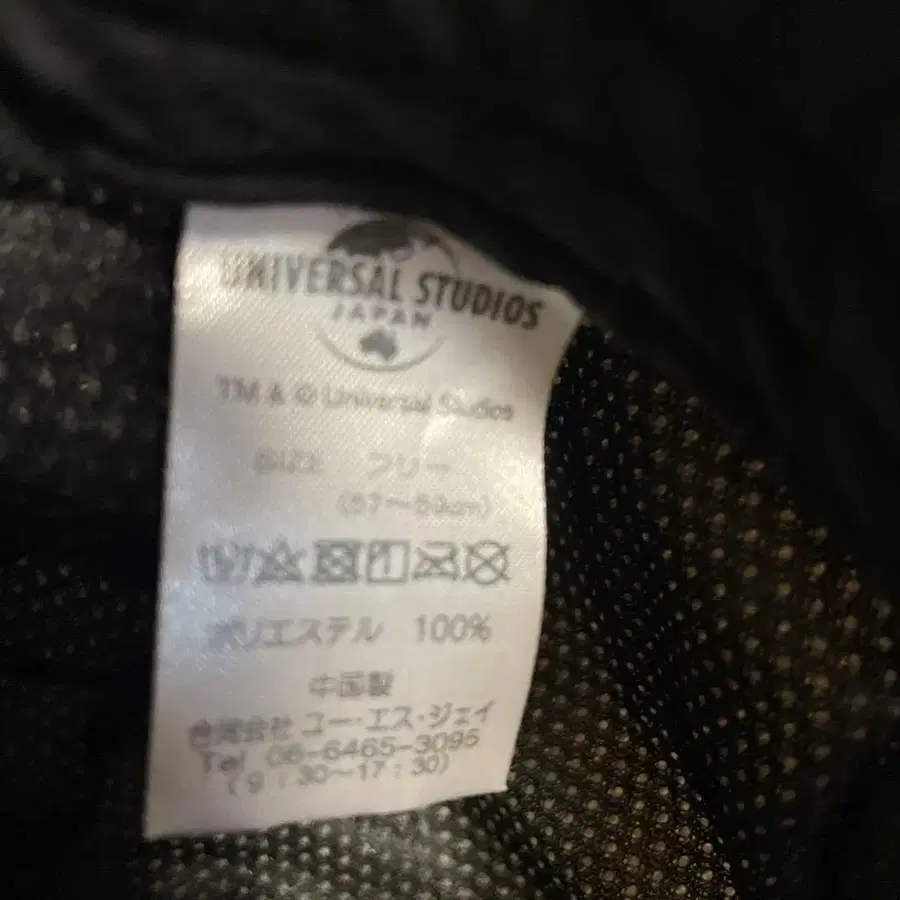 UNIVERSAL STUDIOS
JAPAN
TM & © Universal Studios
SIZE フリー
(57〜59cm)
ポリエステル 100%
中国製
合同会社 ユー・エス・ジェイ
Tel 06-6465-3095
(9:30〜17:30)